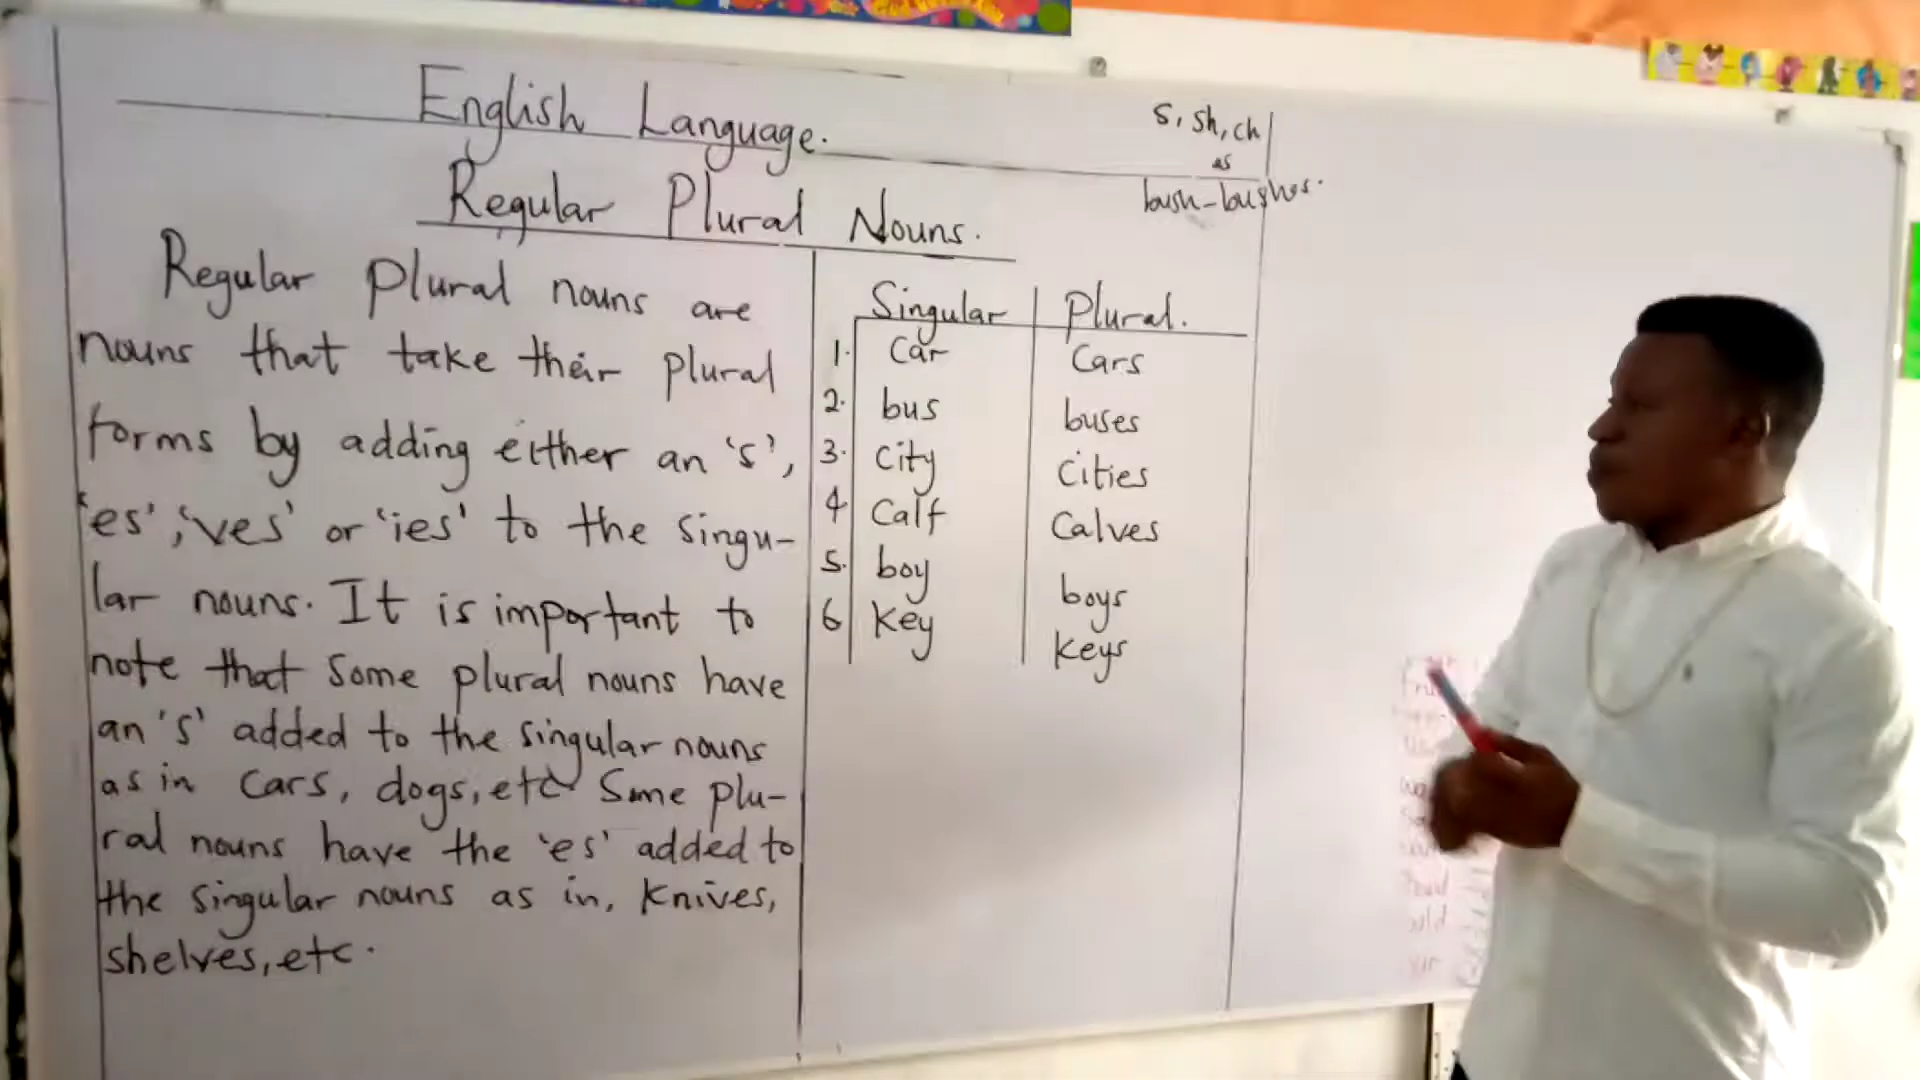 English Language.
Regular Plural Nouns.
s, sh, ch
as
bush-bushes.
Regular plural nouns are
nouns that take their plural
forms by adding either an 's',
'es', 'ves' or 'ies' to the singu-
lar nouns. It is important to
note that some plural nouns have
an 's' added to the singular nouns
as in cars, dogs, etc Some plu-
ral nouns have the 'es' added to
the singular nouns as in, knives,
shelves, etc.
Singular | Plural.
1. Car Cars
2. bus buses
3. City Cities
4 Calf Calves
5. boy boys
6 Key Keys